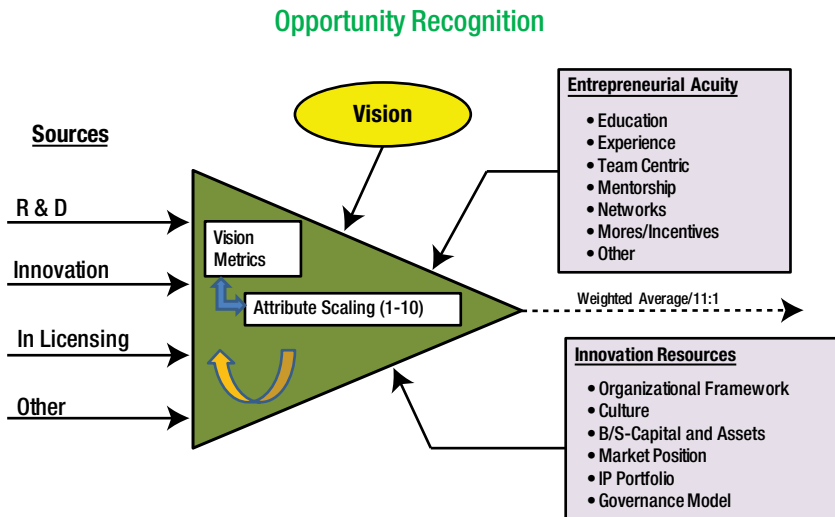 Opportunity Recognition
Vision
Sources
R & D
Innovation
In Licensing
Other
Vision
Metrics
Attribute Scaling (1-10)
Entrepreneurial Acuity
• Education
• Experience
• Team Centric
• Mentorship
• Networks
• Mores/Incentives
• Other
Weighted Average/11:1
Innovation Resources
• Organizational Framework
• Culture
• B/S-Capital and Assets
• Market Position
• IP Portfolio
• Governance Model